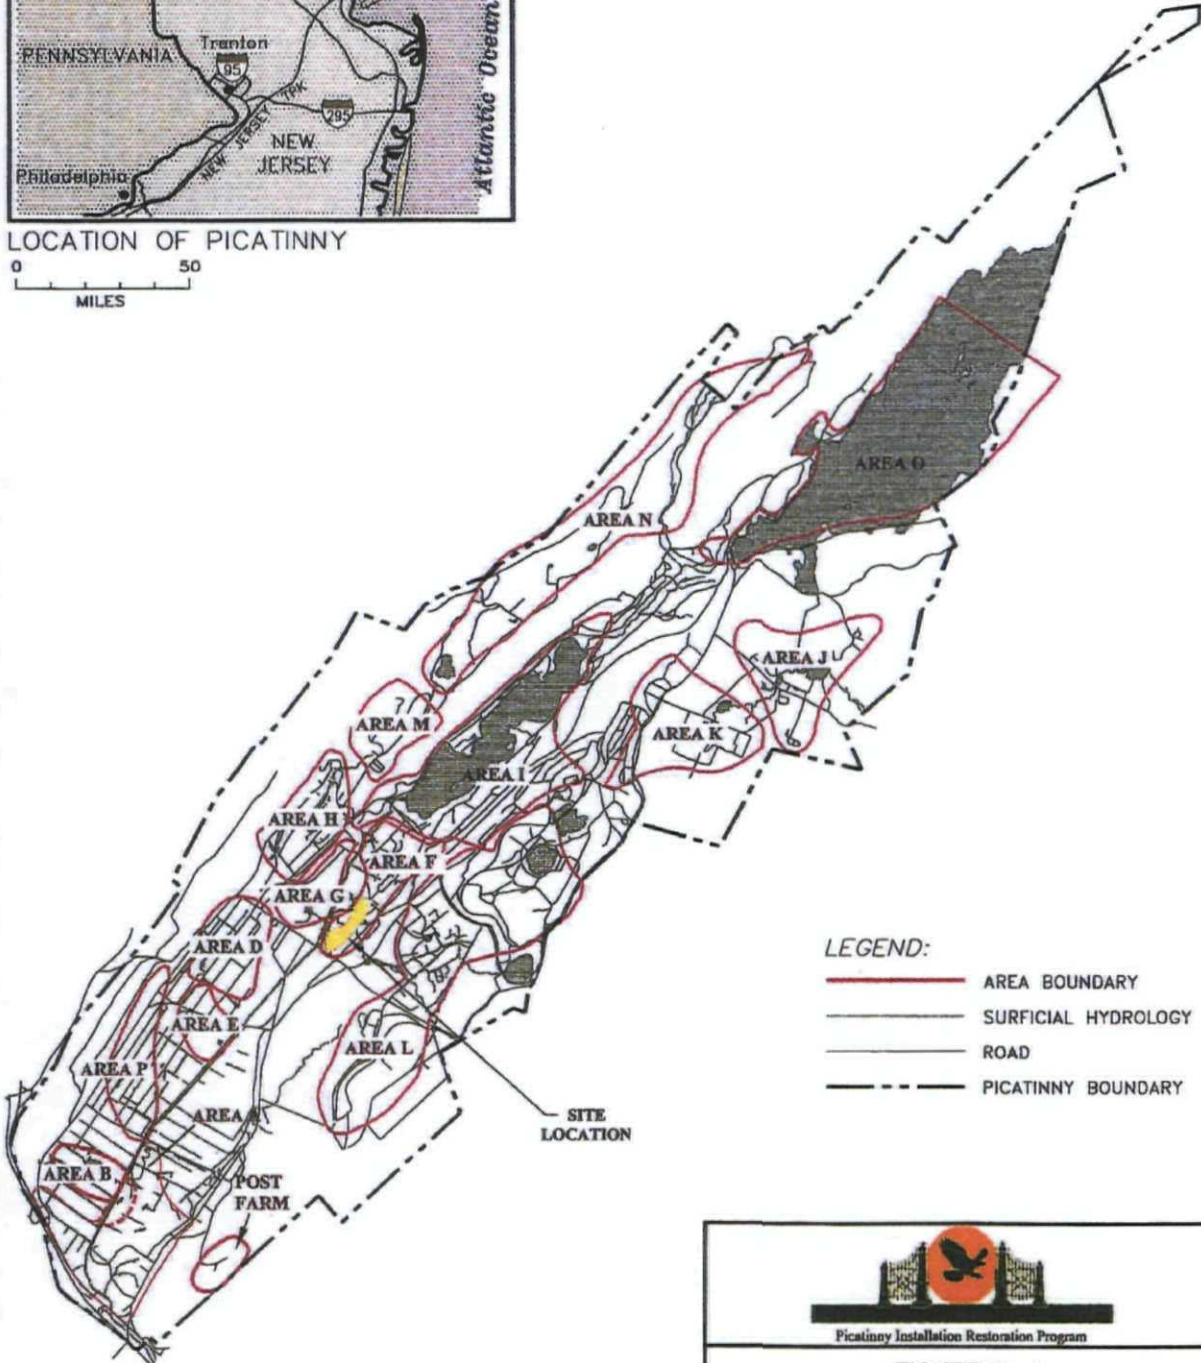 PENNSYLVANIA
Trenton
95
NEW JERSEY TPK
295
NEW
JERSEY
Philadelphia
Atlantic Ocean
LOCATION OF PICATINNY
0 50
MILES
AREA O
AREA N
AREA J
AREA M
AREA K
AREA I
AREA H
AREA F
AREA G
AREA D
AREA E
AREA L
AREA P
AREA A
AREA B
SITE
LOCATION
POST
FARM
LEGEND:
AREA BOUNDARY
SURFICIAL HYDROLOGY
ROAD
PICATINNY BOUNDARY
Picatinny Installation Restoration Program